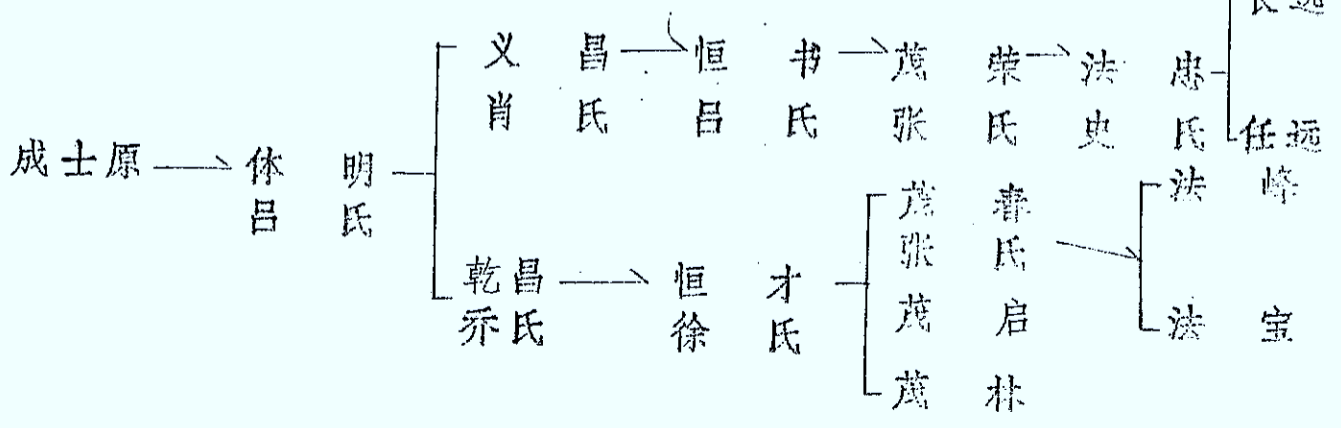 义昌 恒书 茂荣 法忠
肖氏 吕氏 张氏 史氏 任远
成士原 体明
吕氏
茂春 法峰
张氏
乾昌 恒才 茂启 法宝
乔氏 徐氏
茂林